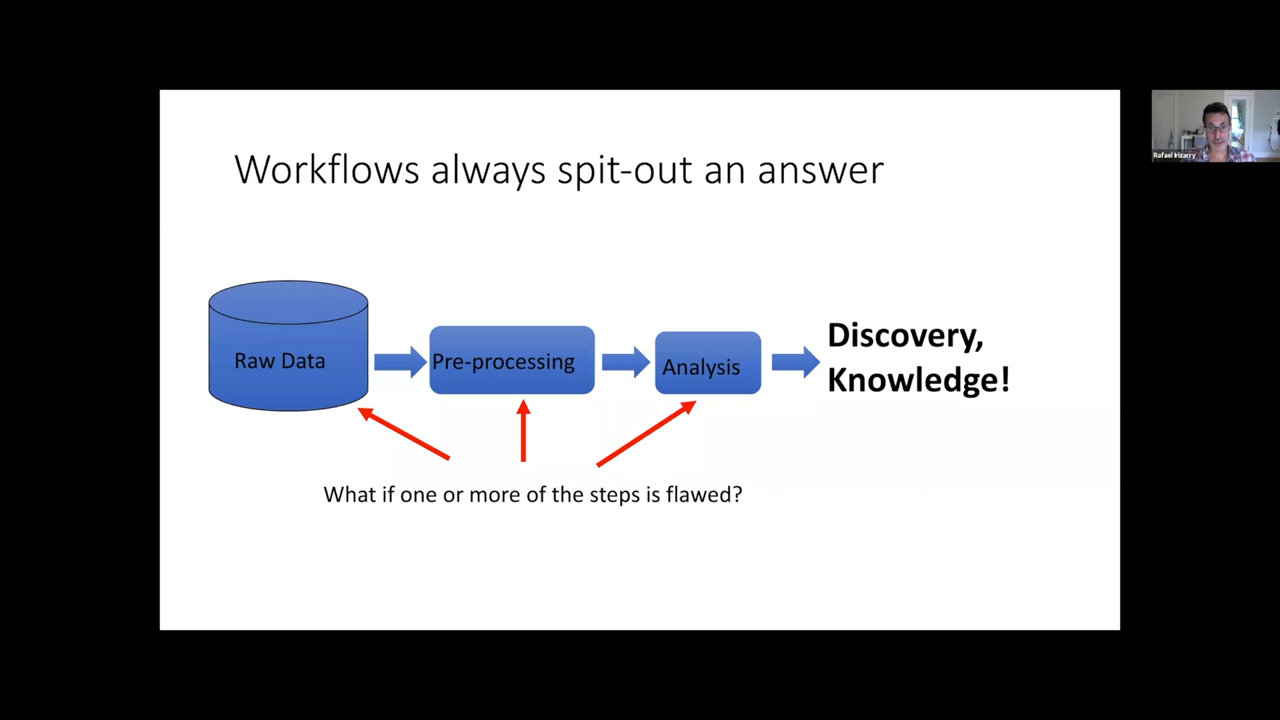 Workflows always spit-out an answer
Rafael Irizarry
Raw Data
Pre-processing
Analysis
Discovery,
Knowledge!
What if one or more of the steps is flawed?